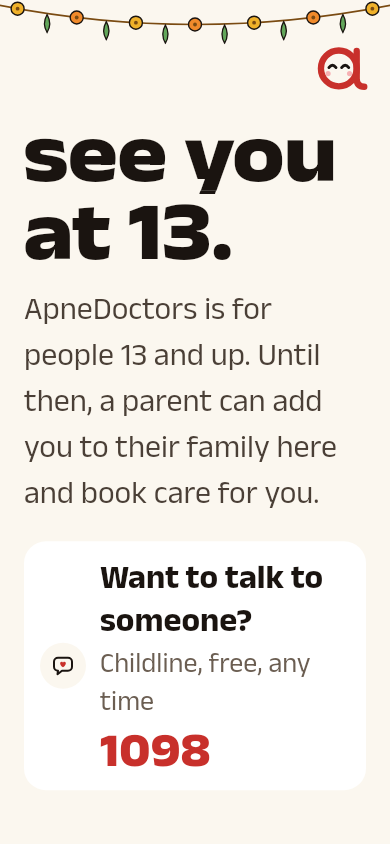 see you
at 13.
ApneDoctors is for
people 13 and up. Until
then, a parent can add
you to their family here
and book care for you.
Want to talk to
someone?
Childline, free, any
time
1098